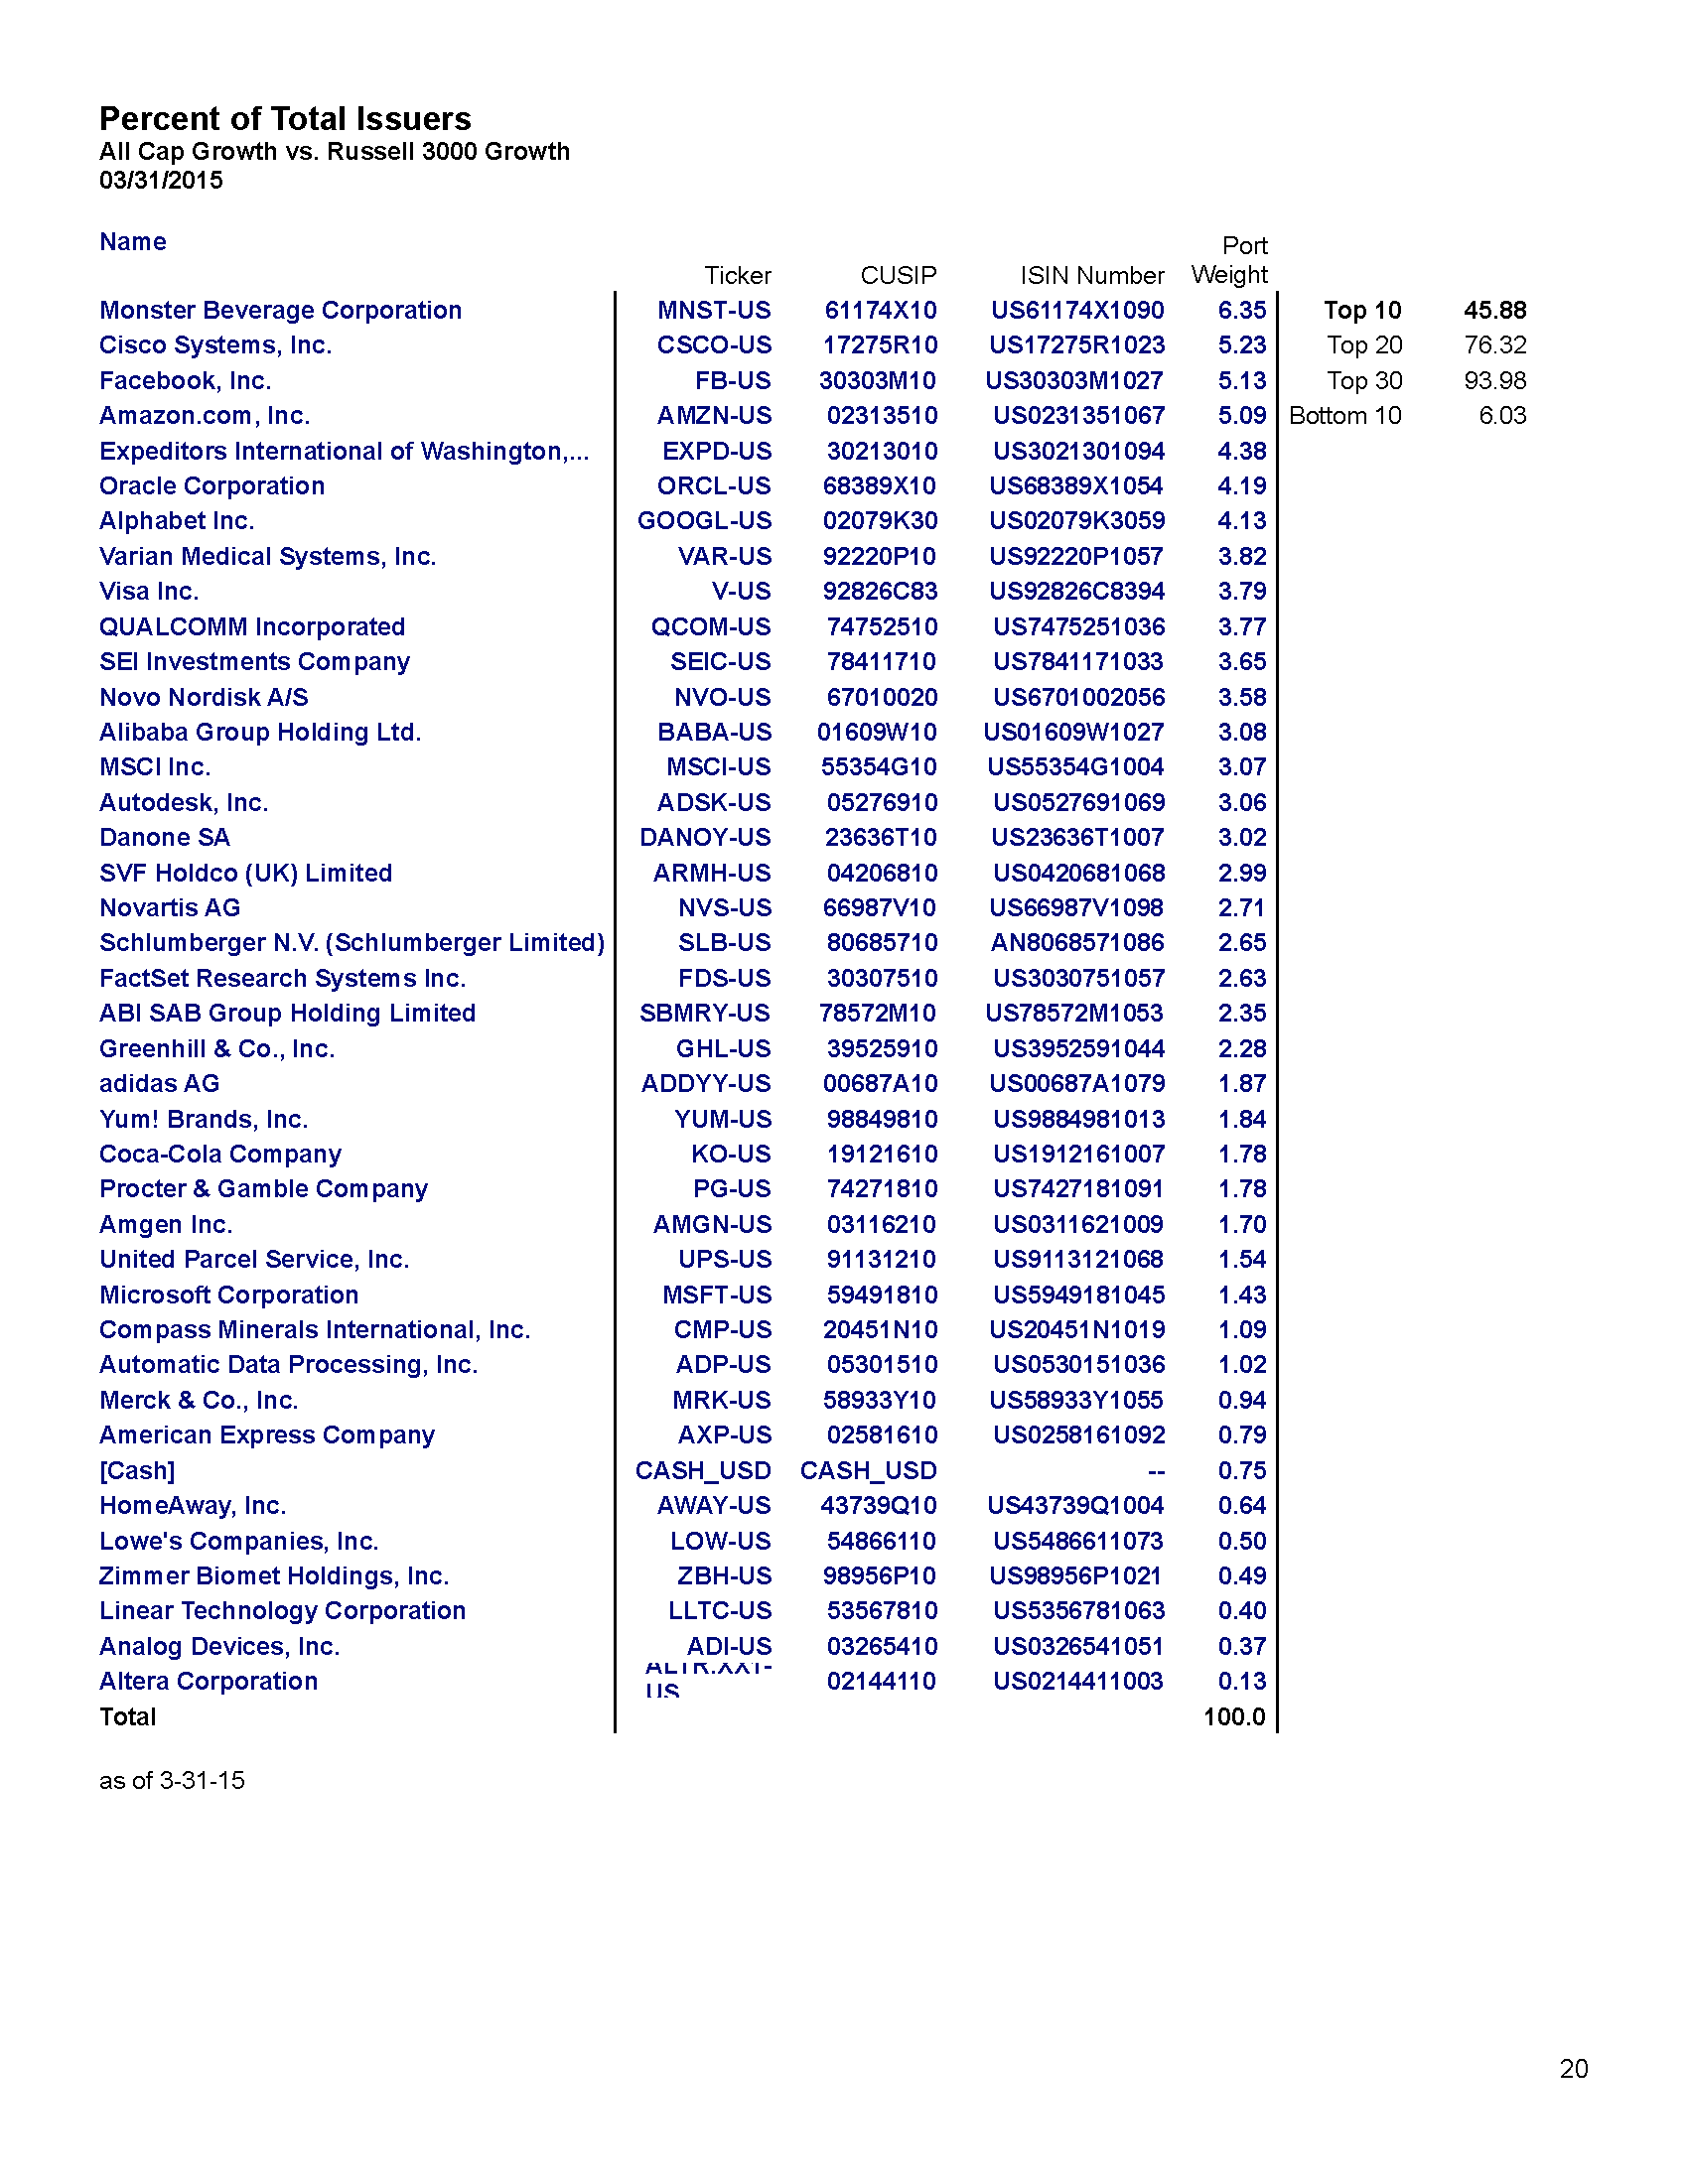 Percent of Total Issuers
All Cap Growth vs. Russell 3000 Growth
03/31/2015
Name Port
Ticker CUSIP ISIN Number Weight
Monster Beverage Corporation MNST-US 61174X10 US61174X1090 6.35 Top 10 45.88
Cisco Systems, Inc. CSCO-US 17275R10 US17275R1023 5.23 Top 20 76.32
Facebook, Inc. FB-US 30303M10 US30303M1027 5.13 Top 30 93.98
Amazon.com, Inc. AMZN-US 02313510 US0231351067 5.09 Bottom 10 6.03
Expeditors International of Washington,... EXPD-US 30213010 US3021301094 4.38
Oracle Corporation ORCL-US 68389X10 US68389X1054 4.19
Alphabet Inc. GOOGL-US 02079K30 US02079K3059 4.13
Varian Medical Systems, Inc. VAR-US 92220P10 US92220P1057 3.82
Visa Inc. V-US 92826C83 US92826C8394 3.79
QUALCOMM Incorporated QCOM-US 74752510 US7475251036 3.77
SEI Investments Company SEIC-US 78411710 US7841171033 3.65
Novo Nordisk A/S NVO-US 67010020 US6701002056 3.58
Alibaba Group Holding Ltd. BABA-US 01609W10 US01609W1027 3.08
MSCI Inc. MSCI-US 55354G10 US55354G1004 3.07
Autodesk, Inc. ADSK-US 05276910 US0527691069 3.06
Danone SA DANOY-US 23636T10 US23636T1007 3.02
SVF Holdco (UK) Limited ARMH-US 04206810 US0420681068 2.99
Novartis AG NVS-US 66987V10 US66987V1098 2.71
Schlumberger N.V. (Schlumberger Limited) SLB-US 80685710 AN8068571086 2.65
FactSet Research Systems Inc. FDS-US 30307510 US3030751057 2.63
ABI SAB Group Holding Limited SBMRY-US 78572M10 US78572M1053 2.35
Greenhill & Co., Inc. GHL-US 39525910 US3952591044 2.28
adidas AG ADDYY-US 00687A10 US00687A1079 1.87
Yum! Brands, Inc. YUM-US 98849810 US9884981013 1.84
Coca-Cola Company KO-US 19121610 US1912161007 1.78
Procter & Gamble Company PG-US 74271810 US7427181091 1.78
Amgen Inc. AMGN-US 03116210 US0311621009 1.70
United Parcel Service, Inc. UPS-US 91131210 US9113121068 1.54
Microsoft Corporation MSFT-US 59491810 US5949181045 1.43
Compass Minerals International, Inc. CMP-US 20451N10 US20451N1019 1.09
Automatic Data Processing, Inc. ADP-US 05301510 US0530151036 1.02
Merck & Co., Inc. MRK-US 58933Y10 US58933Y1055 0.94
American Express Company AXP-US 02581610 US0258161092 0.79
[Cash] CASH_USD CASH_USD -- 0.75
HomeAway, Inc. AWAY-US 43739Q10 US43739Q1004 0.64
Lowe's Companies, Inc. LOW-US 54866110 US5486611073 0.50
Zimmer Biomet Holdings, Inc. ZBH-US 98956P10 US98956P1021 0.49
Linear Technology Corporation LLTC-US 53567810 US5356781063 0.40
Analog Devices, Inc. ADI-US 03265410 US0326541051 0.37
Altera Corporation 02144110 US0214411003 0.13
Total 100.0
as of 3-31-15
20